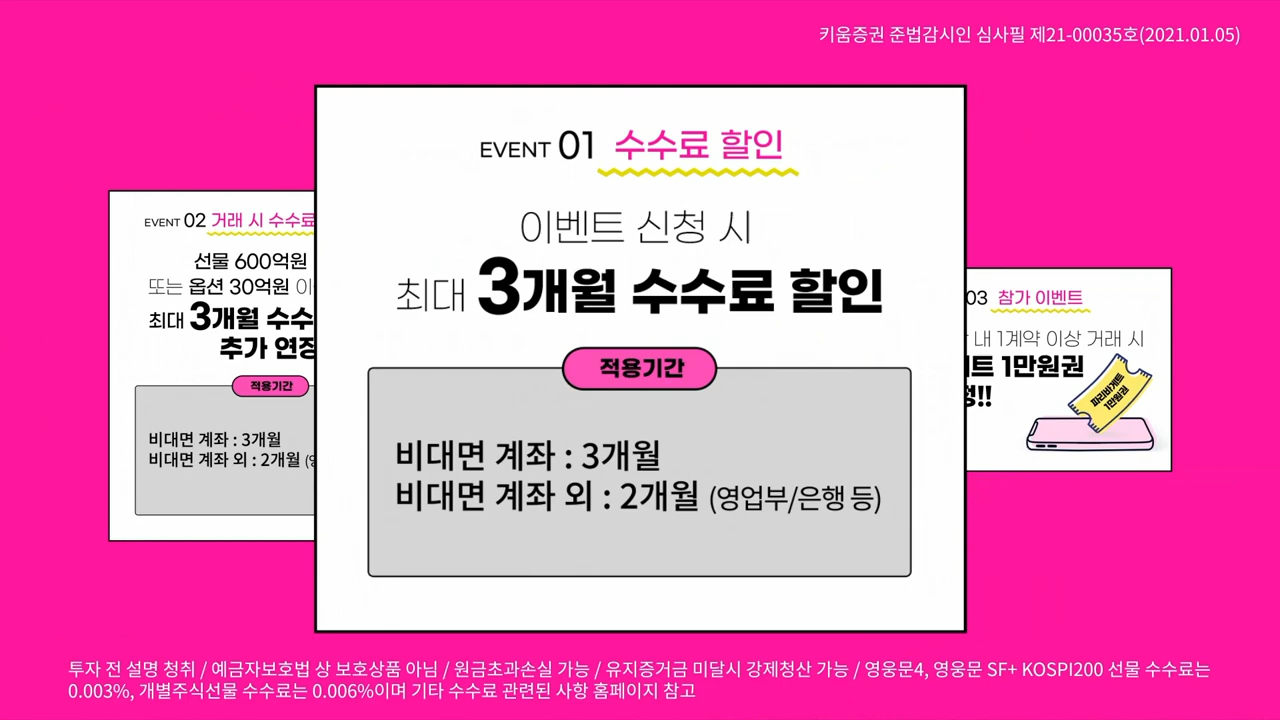 키움증권 준법감시인 심사필 제21-00035호(2021.01.05)
EVENT 01 수수료 할인
이벤트 신청 시
최대 3개월 수수료 할인
적용기간
비대면 계좌 : 3개월
비대면 계좌 외 : 2개월 (영업부/은행 등)
EVENT 02 거래 시 수수료
선물 600억원
또는 옵션 30억원
최대 3개월 수수
추가 연장
적용기간
비대면 계좌 : 3개월
비대면 계좌 외 : 2개월
03 참가 이벤트
내 1계약 이상 거래 시
1만원권
파리바게뜨
1만원권
투자 전 설명 청취 / 예금자보호법 상 보호상품 아님 / 원금초과손실 가능 / 유지증거금 미달시 강제청산 가능 / 영웅문4, 영웅문 SF+ KOSPI200 선물 수수료는
0.003%, 개별주식선물 수수료는 0.006%이며 기타 수수료 관련된 사항 홈페이지 참고